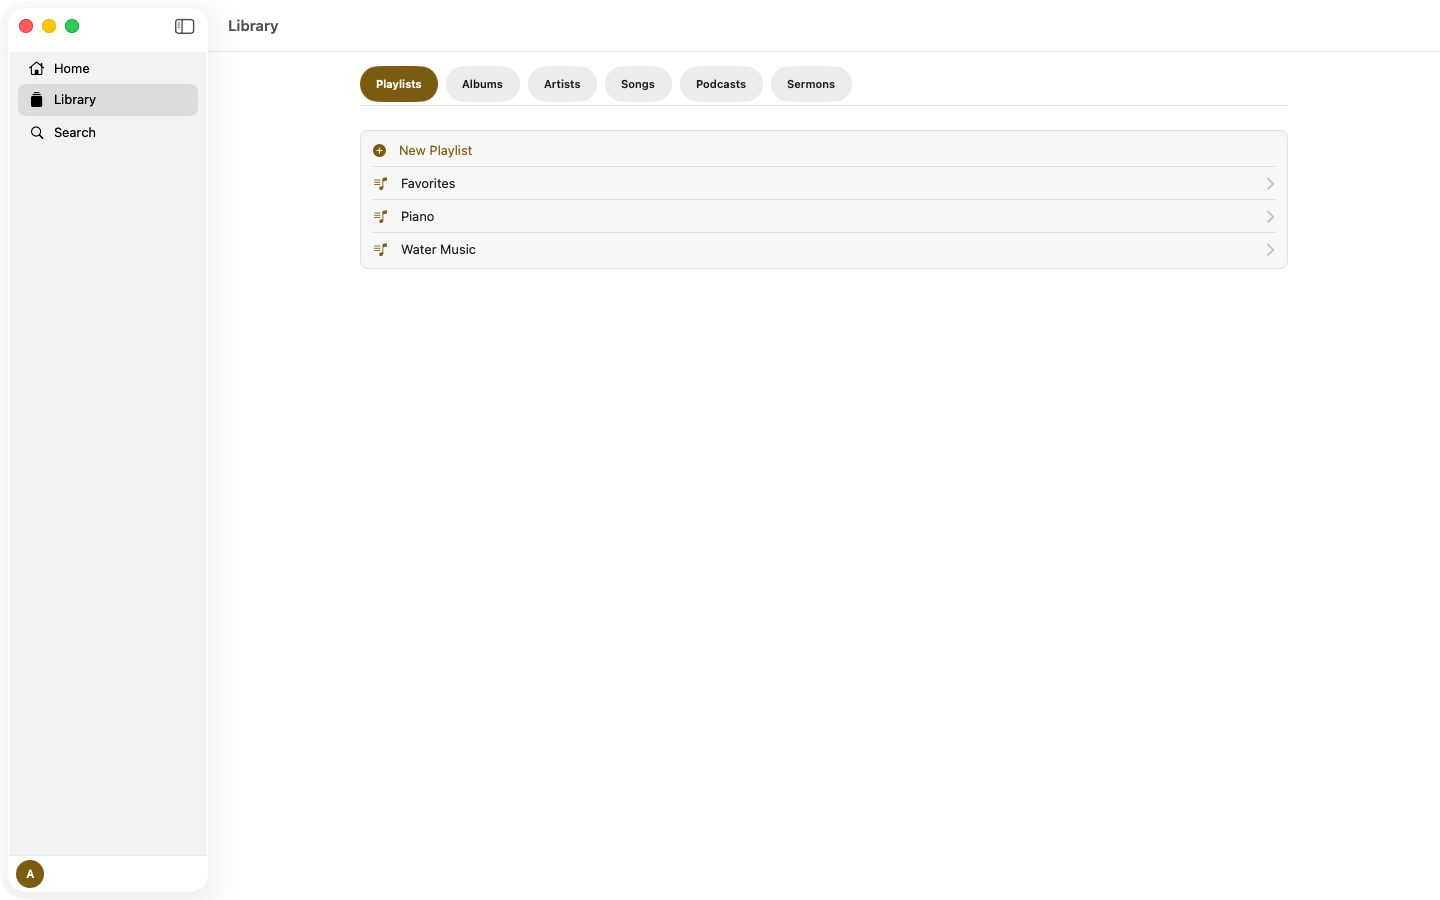 Library
Home
Library
Search
Playlists Albums Artists Songs Podcasts Sermons
New Playlist
Favorites
Piano
Water Music
A